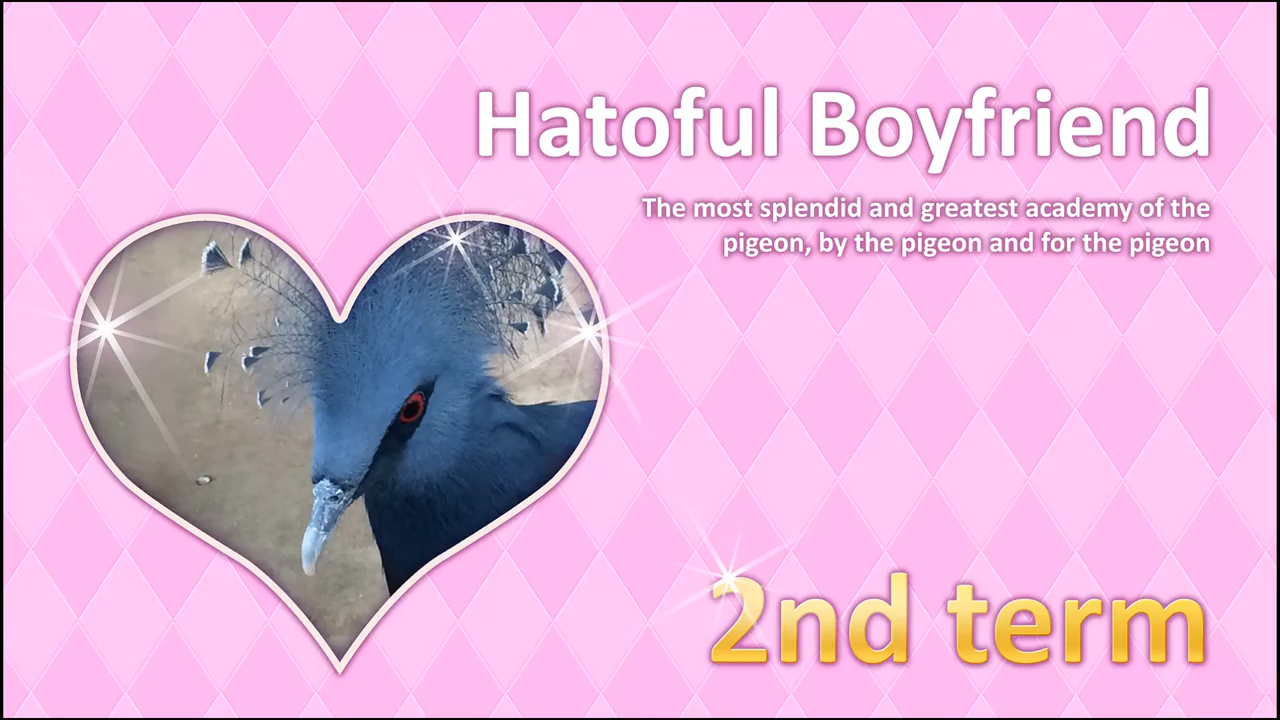 Hatoful Boyfriend
The most splendid and greatest academy of the
pigeon, by the pigeon and for the pigeon
2nd term